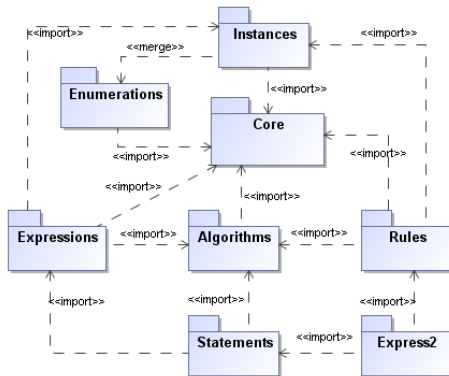 <<import>>
Instances
<<import>>
<<merge>>
<<import>>
Enumerations
Core
<<import>>
<<import>>
<<import>>
<<import>>
Expressions
<<import>>
Algorithms
<<import>>
Rules
<<import>>
<<import>>
<<import>>
Statements
<<import>>
Express2